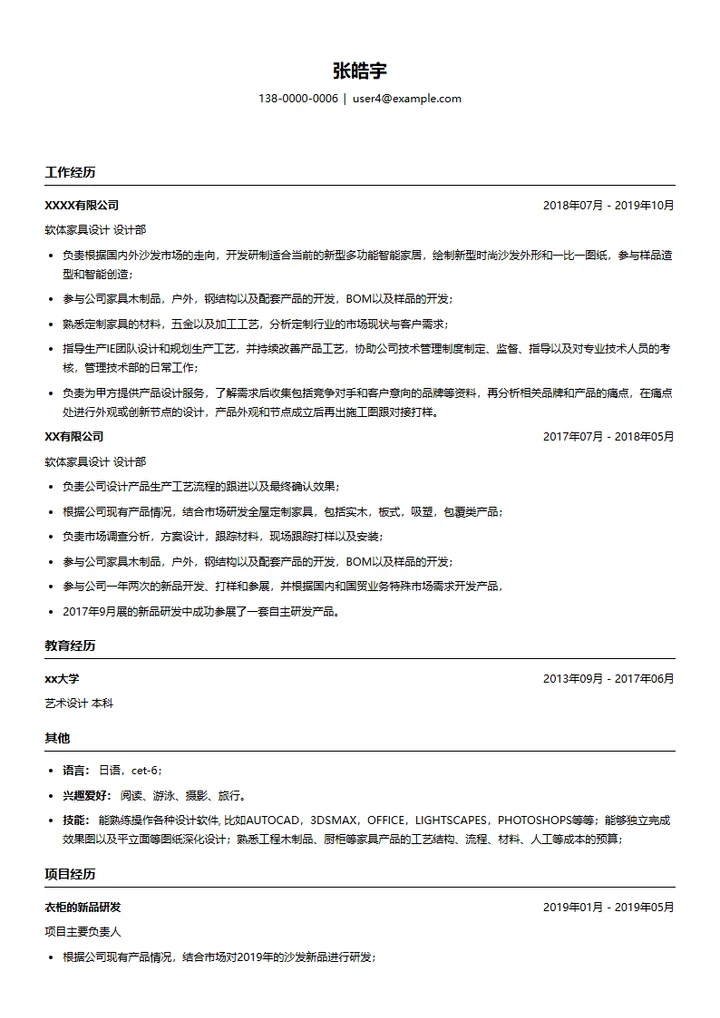 张皓宇
138-0000-0006 | user4@example.com
工作经历
XXXX有限公司 2018年07月 - 2019年10月
软体家具设计 设计部
• 负责根据国内外沙发市场的走向，开发研制适合当前的新型多功能智能家居，绘制新型时尚沙发外形和一比一图纸，参与样品造
型和智能创造；
• 参与公司家具木制品，户外，钢结构以及配套产品的开发，BOM以及样品的开发；
• 熟悉定制家具的材料，五金以及加工工艺，分析定制行业的市场现状与客户需求；
• 指导生产IE团队设计和规划生产工艺，并持续改善产品工艺，协助公司技术管理制度制定、监督、指导以及对专业技术人员的考
核，管理技术部的日常工作；
• 负责为甲方提供产品设计服务，了解需求后收集包括竞争对手和客户意向的品牌等资料，再分析相关品牌和产品的痛点，在痛点
处进行外观或创新节点的设计，产品外观和节点成立后再出施工图跟对接打样。
XX有限公司 2017年07月 - 2018年05月
软体家具设计 设计部
• 负责公司设计产品生产工艺流程的跟进以及最终确认效果；
• 根据公司现有产品情况，结合市场研发全屋定制家具，包括实木，板式，吸塑，包覆类产品；
• 负责市场调查分析，方案设计，跟踪材料，现场跟踪打样以及安装；
• 参与公司家具木制品，户外，钢结构以及配套产品的开发，BOM以及样品的开发；
• 参与公司一年两次的新品开发、打样和参展，并根据国内和国贸业务特殊市场需求开发产品，
• 2017年9月展的新品研发中成功参展了一套自主研发产品。
教育经历
xx大学 2013年09月 - 2017年06月
艺术设计 本科
其他
• 语言： 日语，cet-6；
• 兴趣爱好： 阅读、游泳、摄影、旅行。
• 技能： 能熟练操作各种设计软件, 比如AUTOCAD，3DSMAX，OFFICE，LIGHTSCAPES，PHOTOSHOPS等等；能够独立完成
效果图以及平立面等图纸深化设计；熟悉工程木制品、厨柜等家具产品的工艺结构、流程、材料、人工等成本的预算；
项目经历
衣柜的新品研发 2019年01月 - 2019年05月
项目主要负责人
• 根据公司现有产品情况，结合市场对2019年的沙发新品进行研发；